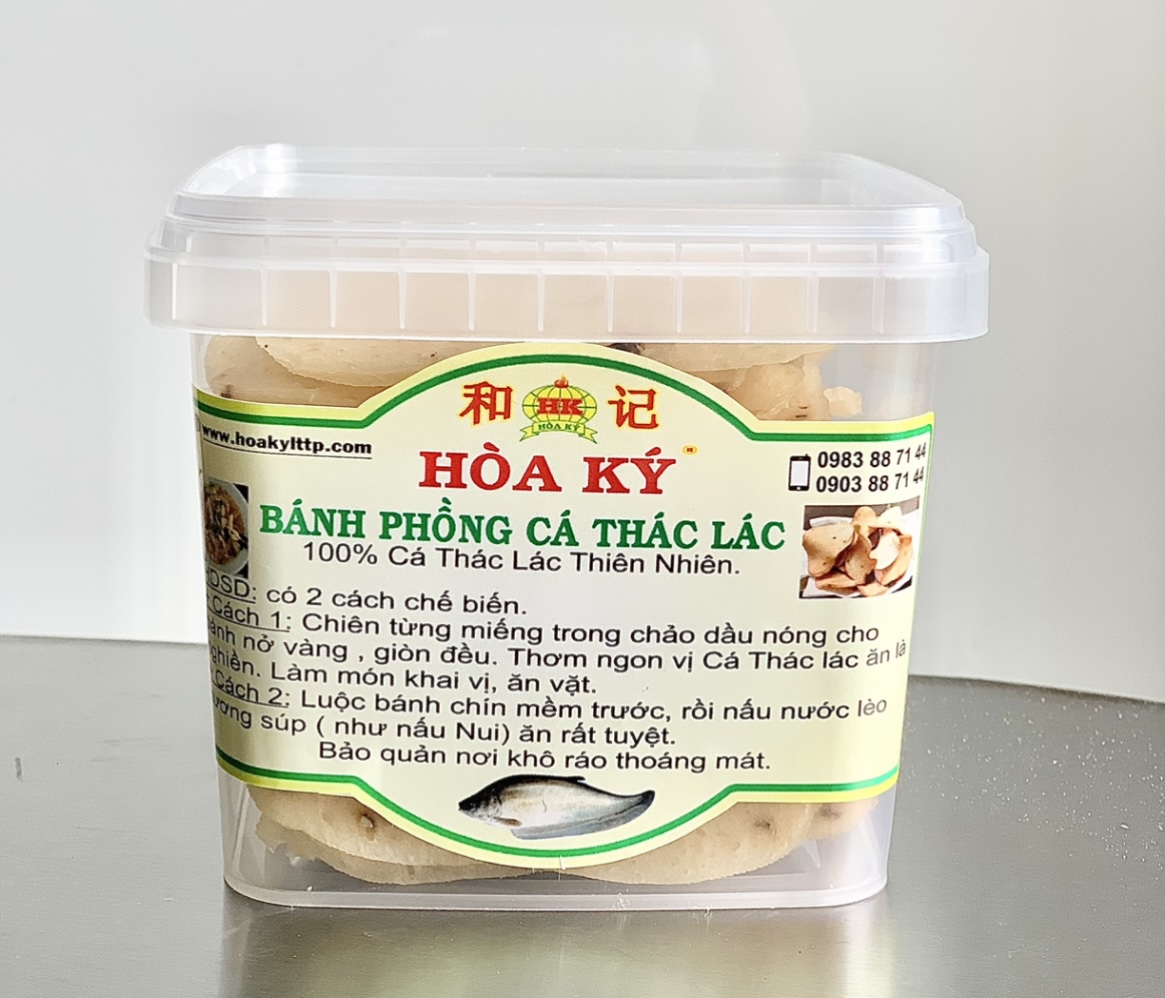 和 HK 记
HÒA KÝ
www.hoakylttp.com
HÒA KÝ
0983 88 71 44
0903 88 71 44
BÁNH PHỒNG CÁ THÁC LÁC
100% Cá Thác Lác Thiên Nhiên.
có 2 cách chế biến.
Cách 1: Chiên từng miếng trong chảo dầu nóng cho
nở vàng , giòn đều. Thơm ngon vị Cá Thác lác ăn là
Làm món khai vị, ăn vặt.
Cách 2: Luộc bánh chín mềm trước, rồi nấu nước lèo
súp ( như nấu Nui) ăn rất tuyệt.
Bảo quản nơi khô ráo thoáng mát.